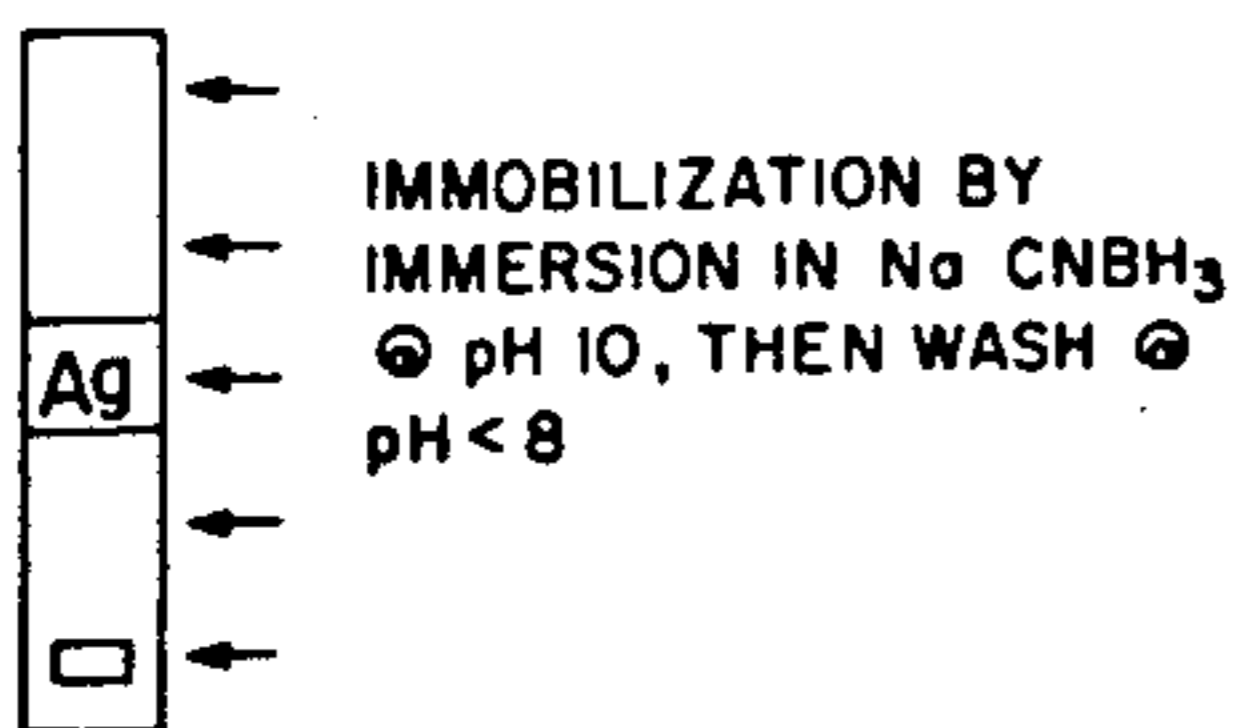 IMMOBILIZATION BY
IMMERSION IN Na CNBH₃
@ pH 10, THEN WASH @
pH < 8
Ag